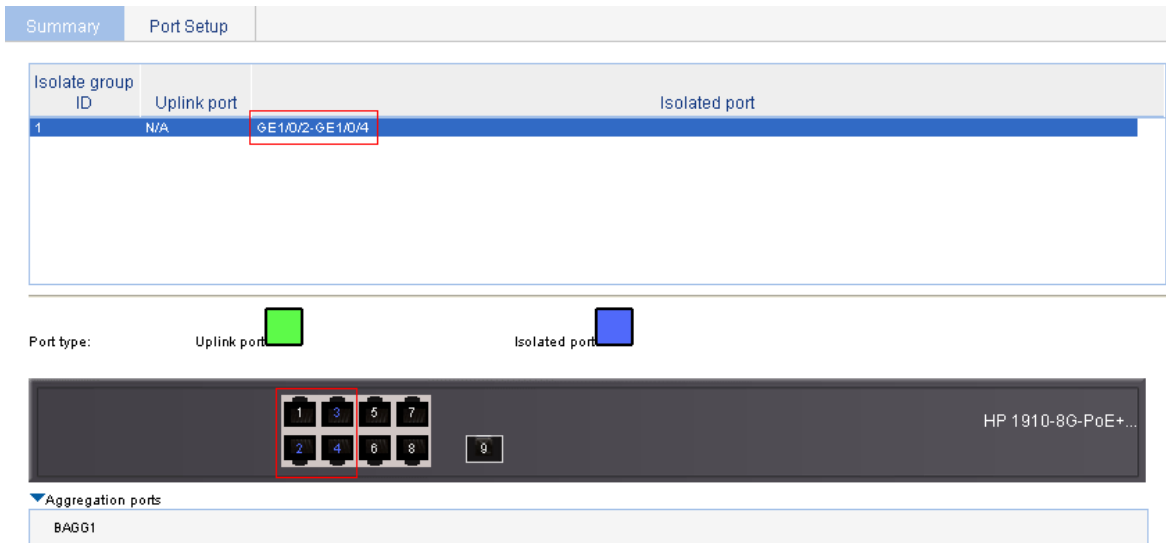 Summary Port Setup
Isolate group ID Uplink port Isolated port
1 N/A GE1/0/2-GE1/0/4
Port type: Uplink port Isolated port
1 3 5 7
HP 1910-8G-PoE+...
2 4 6 8 9
Aggregation ports
BAGG1